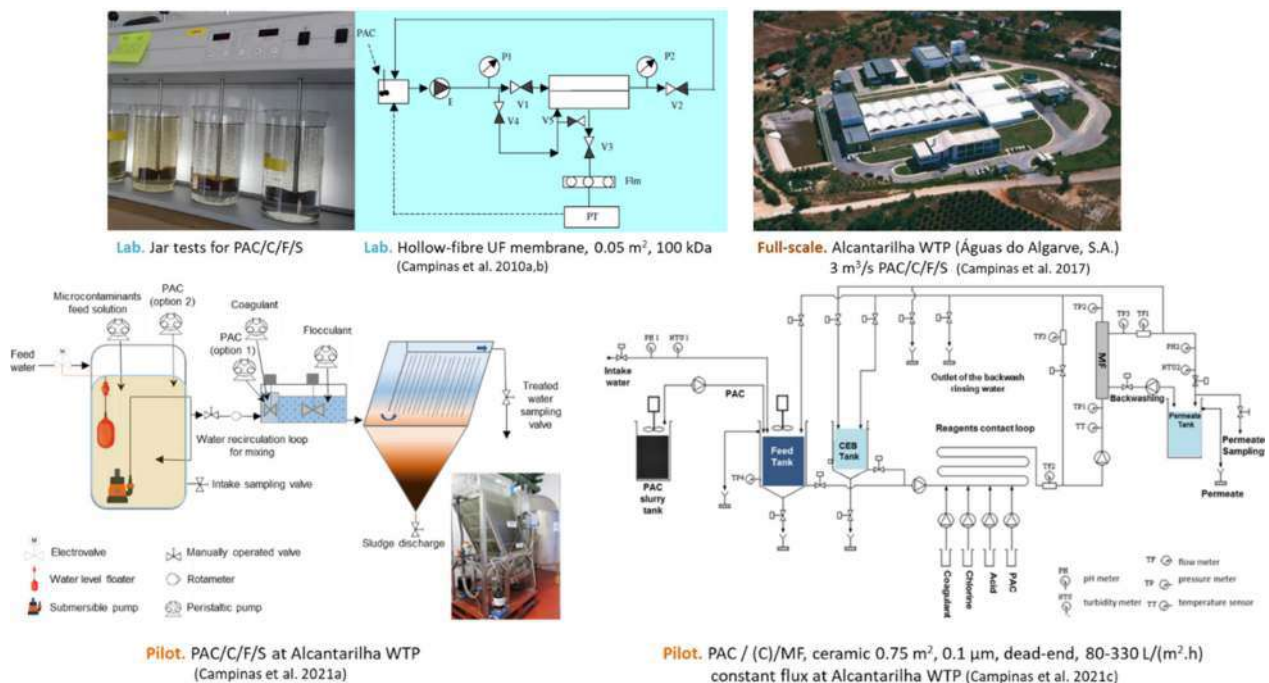 PAC
P1
P2
E
V1
V2
V4
V5
V3
Flm
PT
Lab. Jar tests for PAC/C/F/S
Lab. Hollow-fibre UF membrane, 0.05 m², 100 kDa
(Campinas et al. 2010a,b)
Full-scale. Alcantarilha WTP (Águas do Algarve, S.A.)
3 m³/s PAC/C/F/S (Campinas et al. 2017)
Microcontaminants
feed solution
PAC
(option 2)
Coagulant
PAC
(option 1)
Flocculant
Feed
water
M
Treated
water
sampling
valve
Water recirculation loop
for mixing
Intake sampling valve
Sludge discharge
M
Electrovalve
Manually operated valve
Water level floater
Rotameter
Submersible pump
Peristaltic pump
Pilot. PAC/C/F/S at Alcantarilha WTP
(Campinas et al. 2021a)
Intake
water
PAC
PAC
slurry
tank
Feed
Tank
TP4
CEB
Tank
Outlet of the backwash
rinsing water
Reagents contact loop
Coagulant
Chlorine
Acid
PAC
TT
MF
Backwashing
Permeate
Tank
Permeate
Sampling
Permeate
PH
pH meter
turbidity meter
TF
flow meter
TP
pressure meter
TT
temperature sensor
Pilot. PAC / (C)/MF, ceramic 0.75 m², 0.1 µm, dead-end, 80-330 L/(m².h)
constant flux at Alcantarilha WTP (Campinas et al. 2021c)